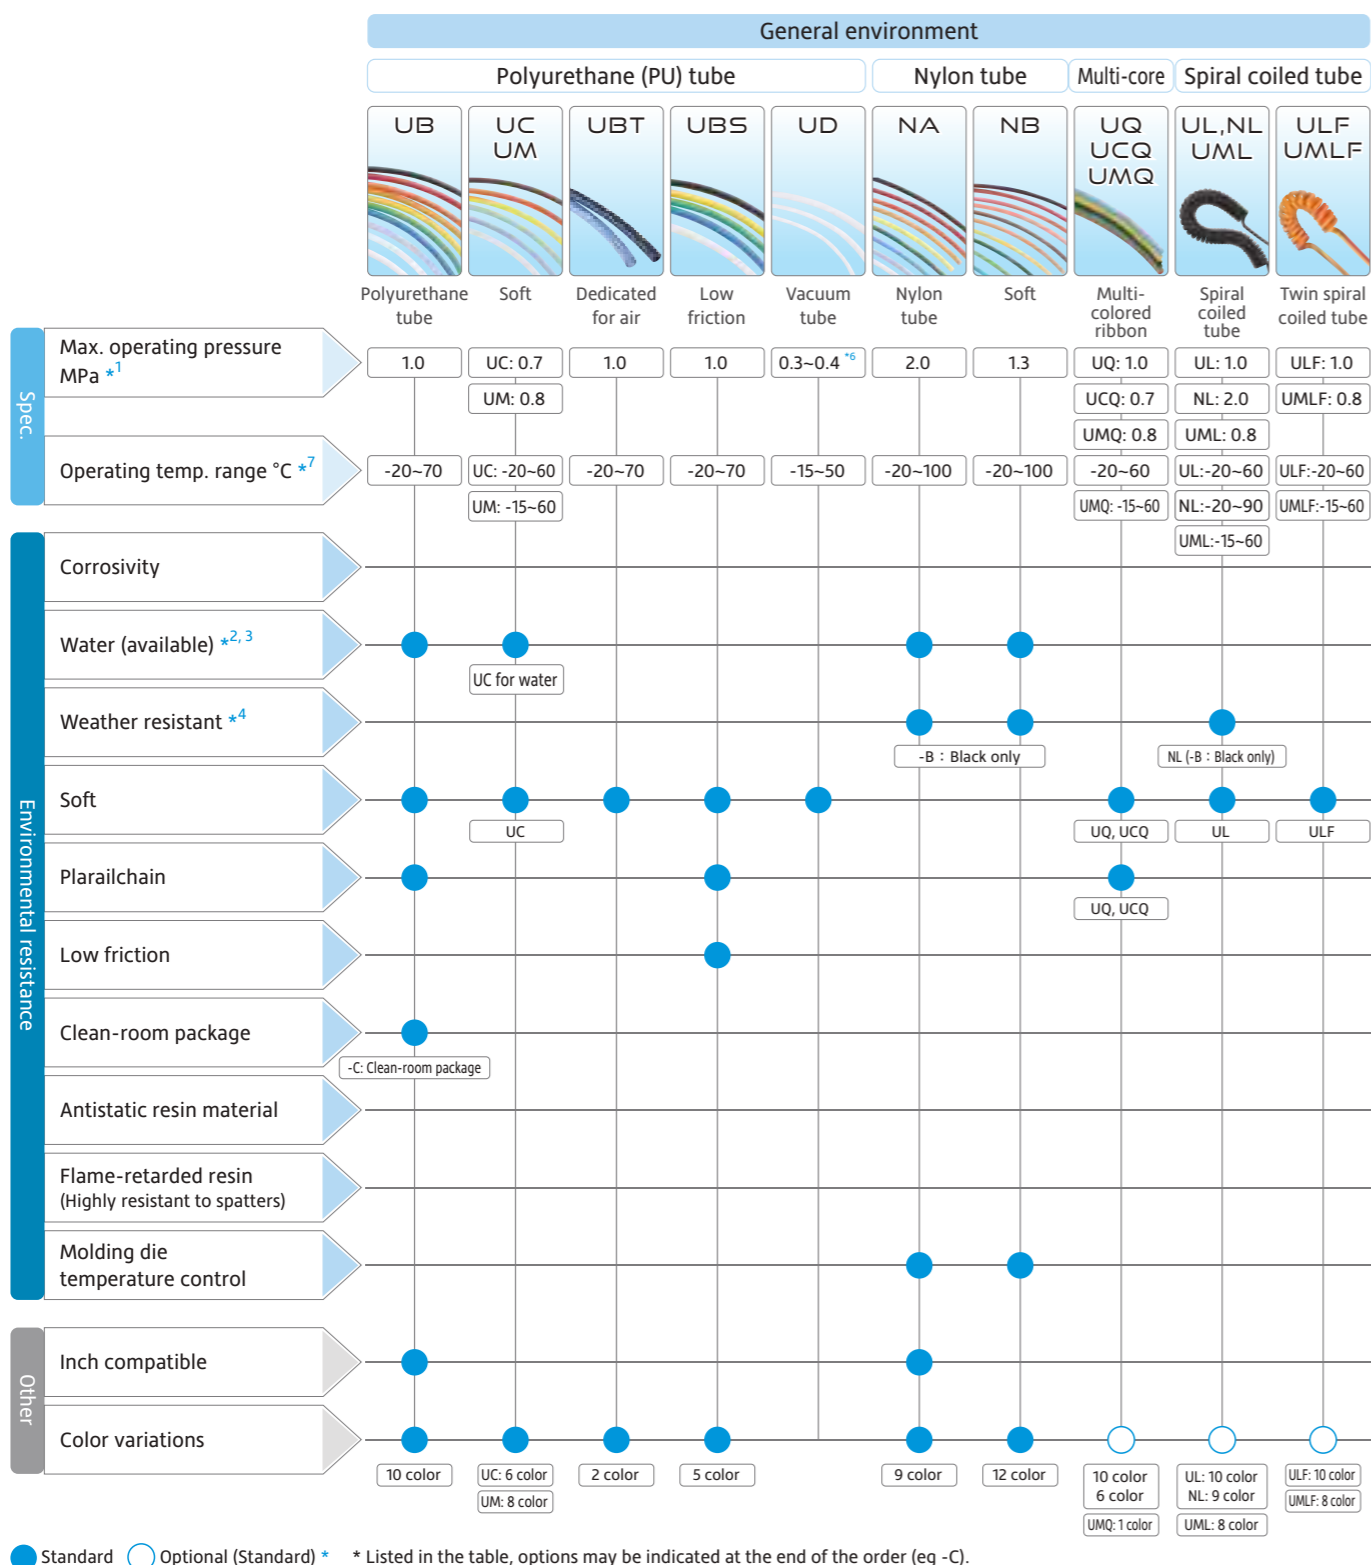 General environment
Polyurethane (PU) tube
Nylon tube
Multi-core
Spiral coiled tube
UB
UC
UM
UBT
UBS
UD
NA
NB
UQ
UCQ
UMQ
UL,NL
UML
ULF
UMLF
Polyurethane
tube
Soft
Dedicated
for air
Low
friction
Vacuum
tube
Nylon
tube
Soft
Multi-
colored
ribbon
Spiral
coiled
tube
Twin spiral
coiled tube
Spec.
Max. operating pressure
MPa *1
1.0
UC: 0.7
UM: 0.8
1.0
1.0
0.3~0.4 *6
2.0
1.3
UQ: 1.0
UCQ: 0.7
UMQ: 0.8
UL: 1.0
NL: 2.0
UML: 0.8
ULF: 1.0
UMLF: 0.8
Operating temp. range °C *7
-20~70
UC: -20~60
UM: -15~60
-20~70
-20~70
-15~50
-20~100
-20~100
-20~60
UMQ: -15~60
UL:-20~60
NL:-20~90
UML:-15~60
ULF:-20~60
UMLF:-15~60
Environmental resistance
Corrosivity
Water (available) *2, 3
UC for water
Weather resistant *4
-B : Black only
NL (-B : Black only)
Soft
UC
UQ, UCQ
UL
ULF
Plarailchain
UQ, UCQ
Low friction
Clean-room package
-C: Clean-room package
Antistatic resin material
Flame-retarded resin
(Highly resistant to spatters)
Molding die
temperature control
Other
Inch compatible
Color variations
10 color
UC: 6 color
UM: 8 color
2 color
5 color
9 color
12 color
10 color
6 color
UMQ: 1 color
UL: 10 color
NL: 9 color
UML: 8 color
ULF: 10 color
UMLF: 8 color
Standard
Optional (Standard) *
* Listed in the table, options may be indicated at the end of the order (eg -C).